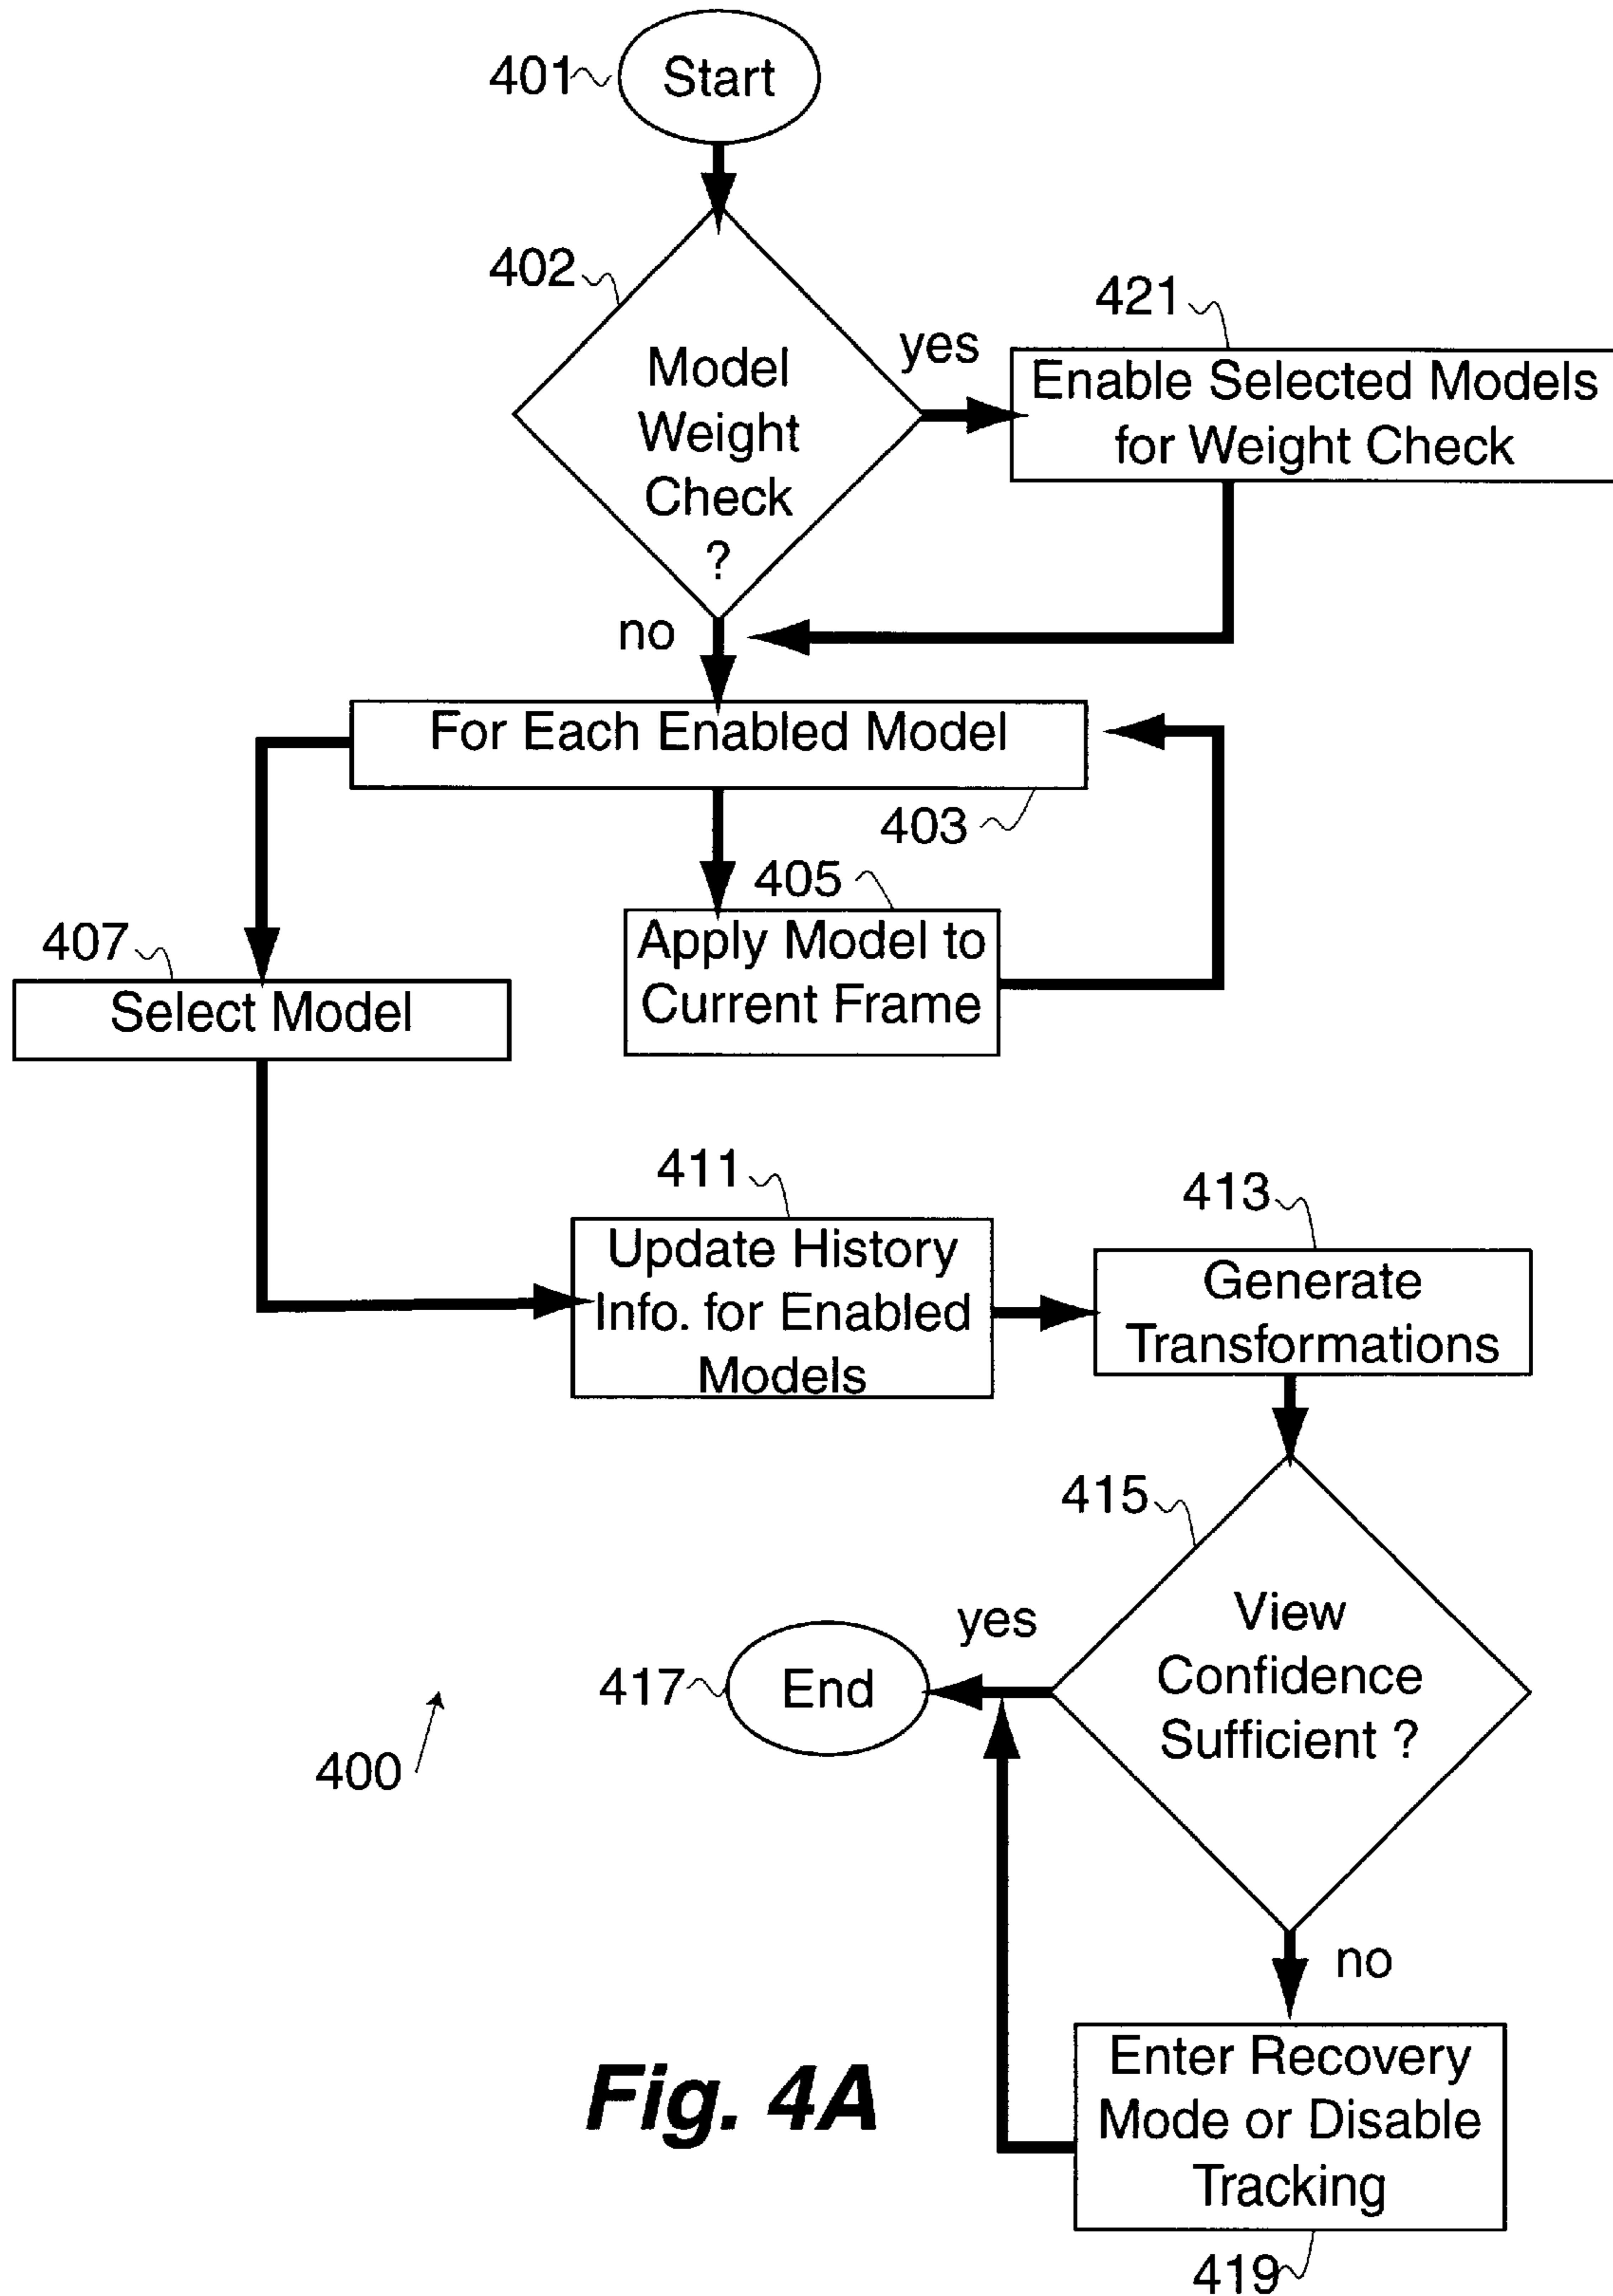 401
Start
402
Model
Weight
Check
?
yes
421
Enable Selected Models
for Weight Check
no
For Each Enabled Model
403
405
Apply Model to
Current Frame
407
Select Model
411
Update History
Info. for Enabled
Models
413
Generate
Transformations
415
View
Confidence
Sufficient ?
yes
417
End
400
no
Enter Recovery
Mode or Disable
Tracking
419
Fig. 4A